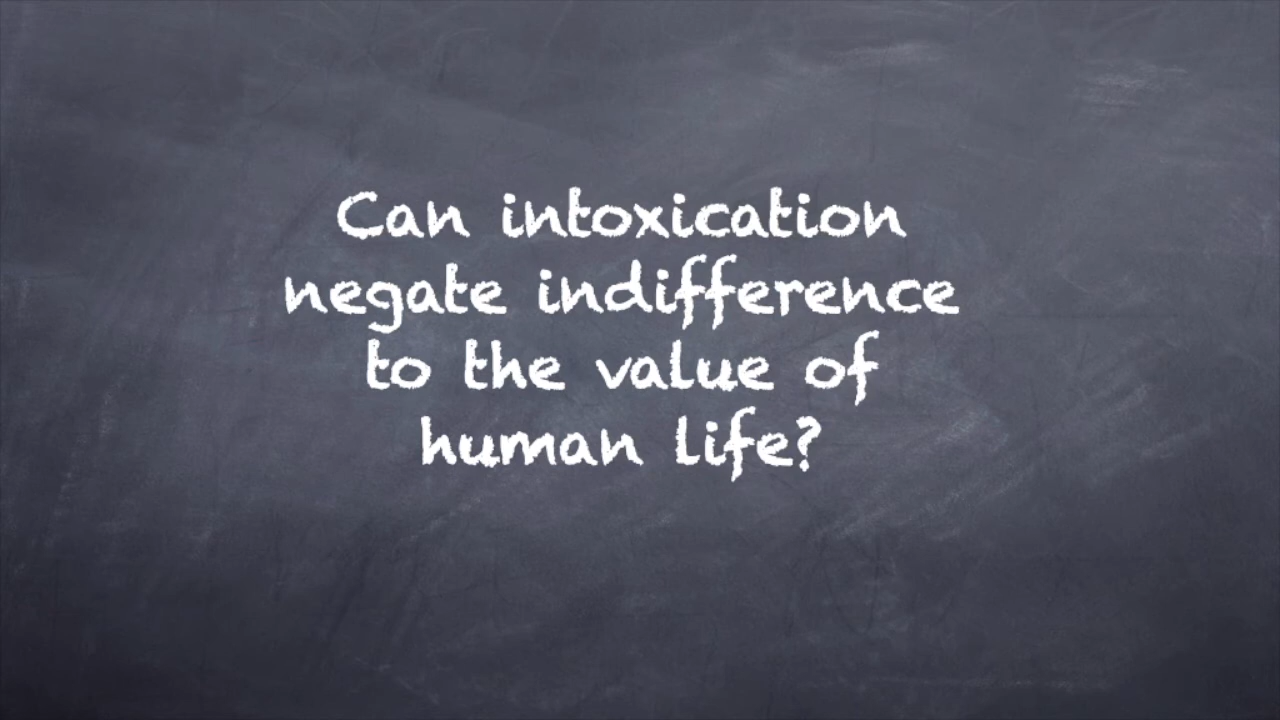 Can intoxication
negate indifference
to the value of
human life?